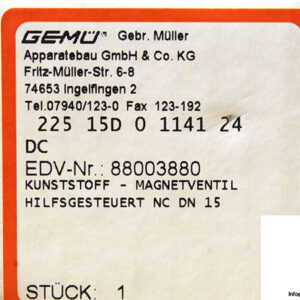 GEMÜ® Gebr. Müller
Apparatebau GmbH & Co. KG
Fritz-Müller-Str. 6-8
74653 Ingelfingen 2
Tel.07940/123-0 Fax 123-192
225 15D 0 1141 24
DC
EDV-Nr.: 88003880
KUNSTSTOFF - MAGNETVENTIL
HILFSGESTEUERT NC DN 15
STÜCK: 1